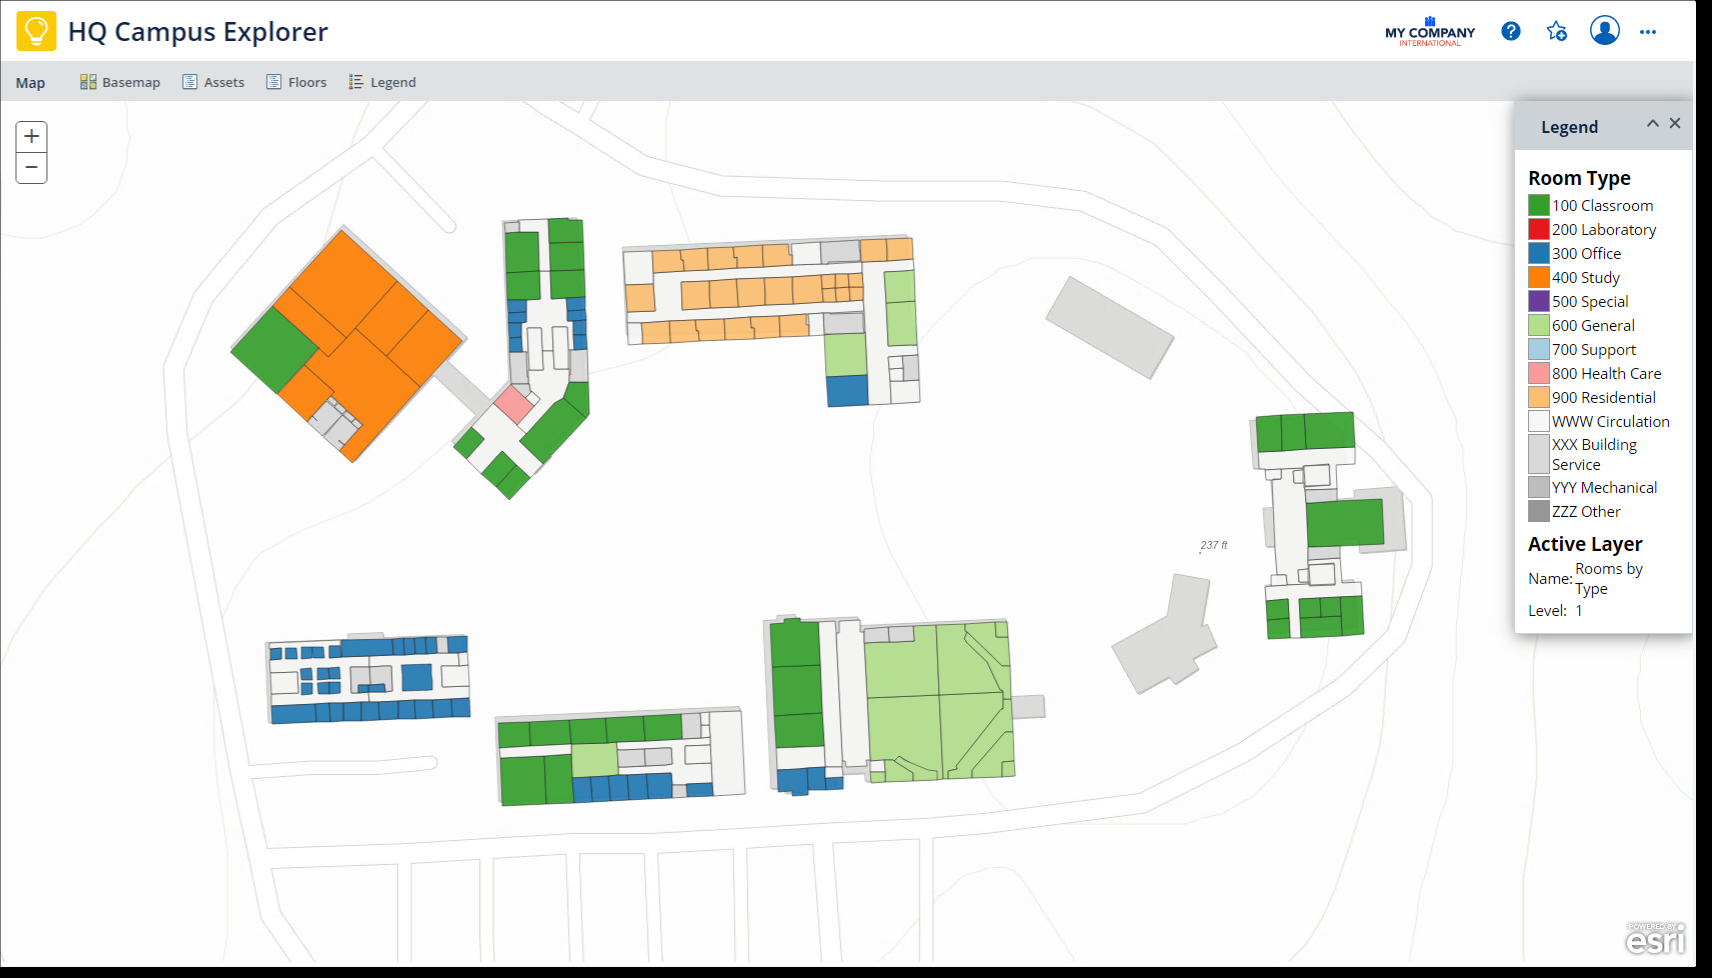 HQ Campus Explorer
MY COMPANY
INTERNATIONAL
?
Map
Basemap
Assets
Floors
Legend
+
−
Legend
Room Type
100 Classroom
200 Laboratory
300 Office
400 Study
500 Special
600 General
700 Support
800 Health Care
900 Residential
WWW Circulation
XXX Building
Service
YYY Mechanical
ZZZ Other
Active Layer
Name: Rooms by
Type
Level: 1
237 ft
POWERED BY
esri